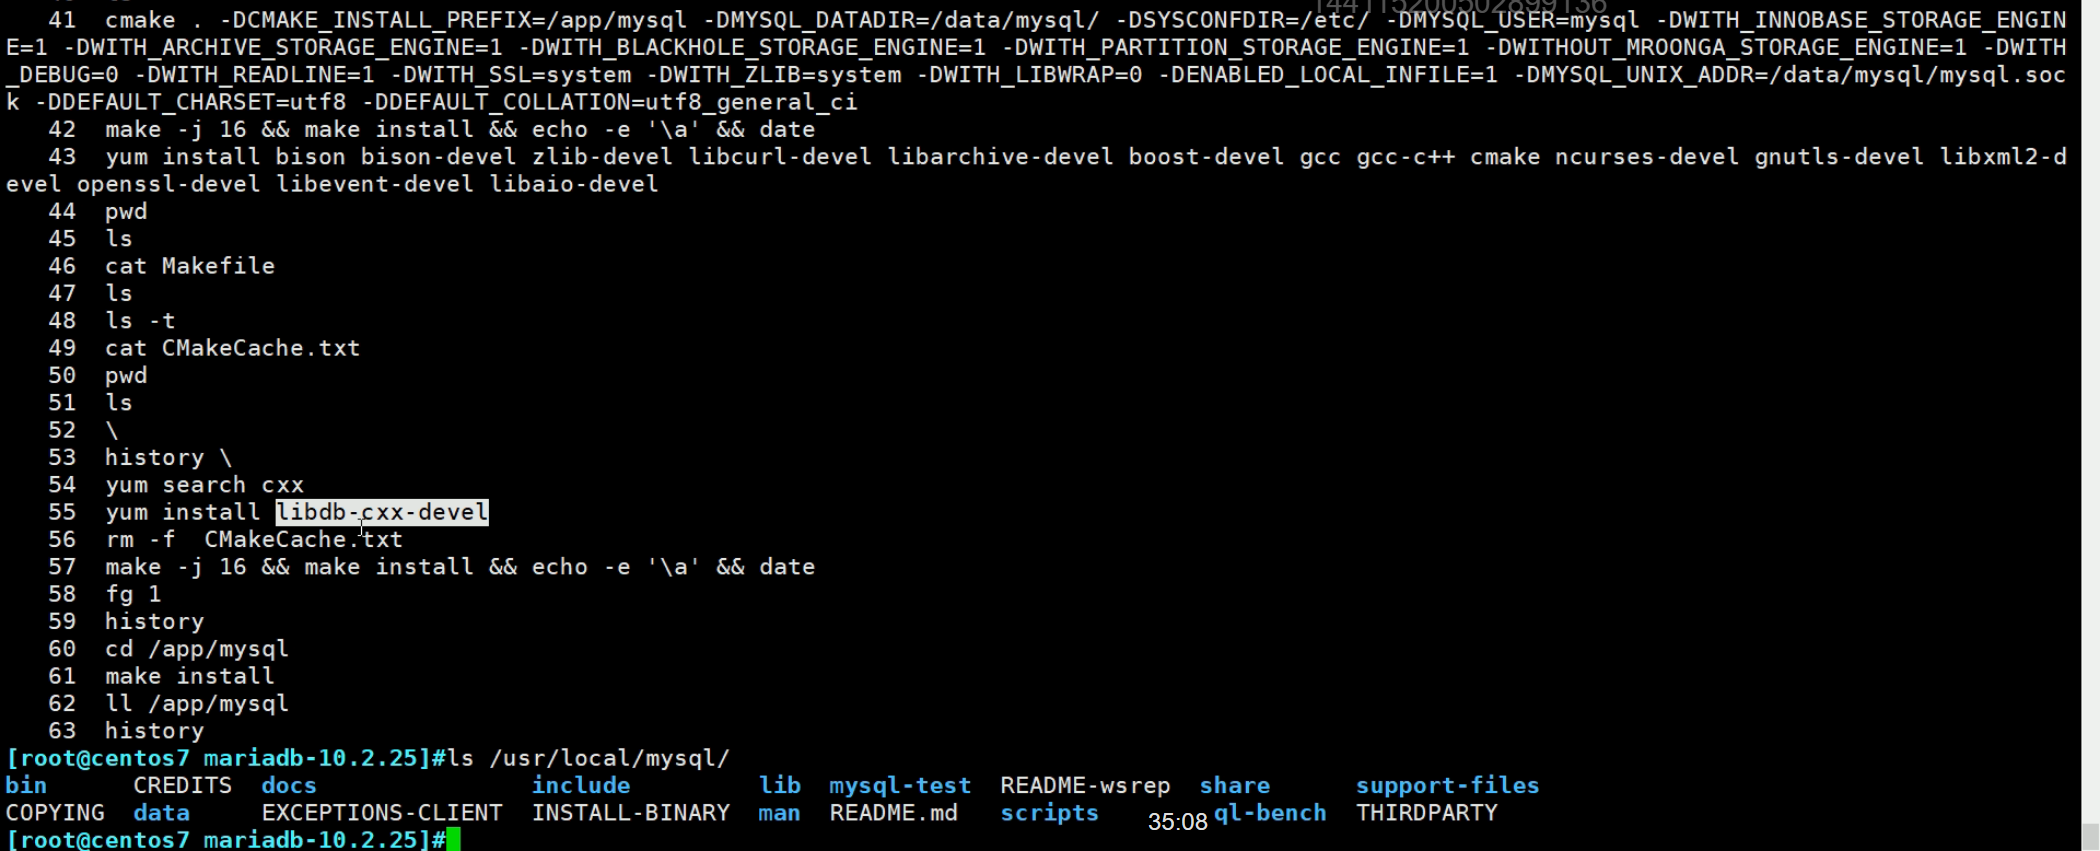 144115200502899136
41  cmake . -DCMAKE_INSTALL_PREFIX=/app/mysql -DMYSQL_DATADIR=/data/mysql/ -DSYSCONFDIR=/etc/ -DMYSQL_USER=mysql -DWITH_INNOBASE_STORAGE_ENGIN
E=1 -DWITH_ARCHIVE_STORAGE_ENGINE=1 -DWITH_BLACKHOLE_STORAGE_ENGINE=1 -DWITH_PARTITION_STORAGE_ENGINE=1 -DWITHOUT_MROONGA_STORAGE_ENGINE=1 -DWITH
_DEBUG=0 -DWITH_READLINE=1 -DWITH_SSL=system -DWITH_ZLIB=system -DWITH_LIBWRAP=0 -DENABLED_LOCAL_INFILE=1 -DMYSQL_UNIX_ADDR=/data/mysql/mysql.soc
k -DDEFAULT_CHARSET=utf8 -DDEFAULT_COLLATION=utf8_general_ci
42  make -j 16 && make install && echo -e '\a' && date
43  yum install bison bison-devel zlib-devel libcurl-devel libarchive-devel boost-devel gcc gcc-c++ cmake ncurses-devel gnutls-devel libxml2-d
evel openssl-devel libevent-devel libaio-devel
44  pwd
45  ls
46  cat Makefile
47  ls
48  ls -t
49  cat CMakeCache.txt
50  pwd
51  ls
52  \
53  history \
54  yum search cxx
55  yum install libdb-cxx-devel
56  rm -f  CMakeCache.txt
57  make -j 16 && make install && echo -e '\a' && date
58  fg 1
59  history
60  cd /app/mysql
61  make install
62  ll /app/mysql
63  history
[root@centos7 mariadb-10.2.25]#ls /usr/local/mysql/
bin      CREDITS  docs               include         lib  mysql-test  README-wsrep  share      support-files
COPYING  data     EXCEPTIONS-CLIENT  INSTALL-BINARY  man  README.md   scripts   35:08 ql-bench  THIRDPARTY
[root@centos7 mariadb-10.2.25]#